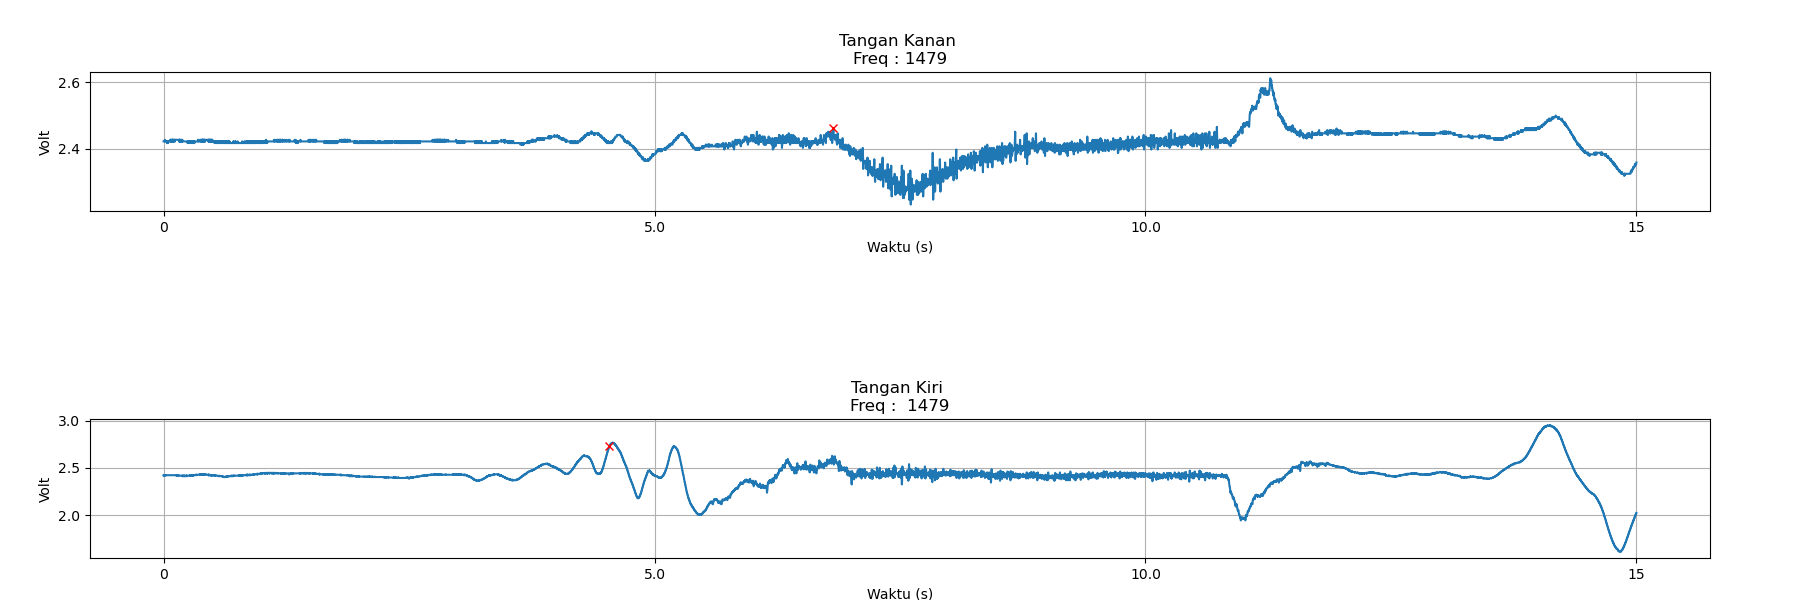 Tangan Kanan
Freq : 1479
2.6
2.4
Volt
0 5.0 10.0 15
Waktu (s)
Tangan Kiri
Freq :  1479
3.0
2.5
2.0
Volt
0 5.0 10.0 15
Waktu (s)